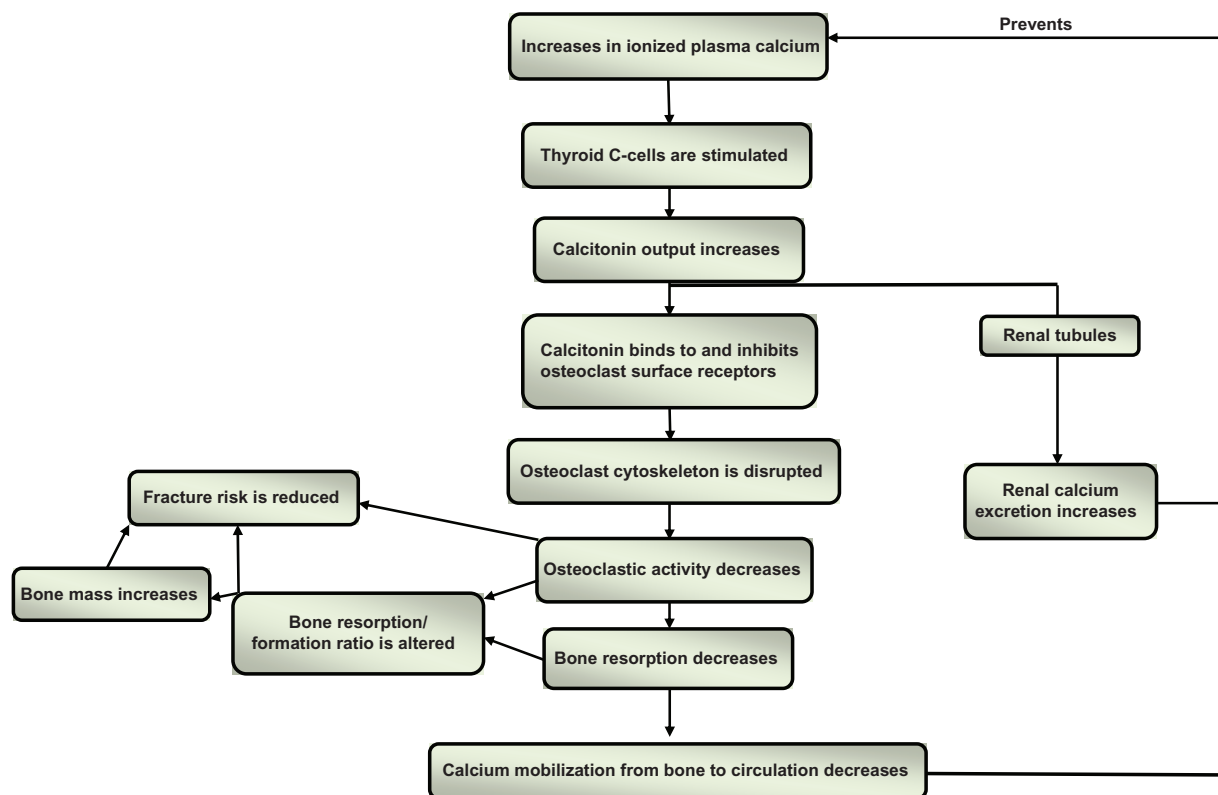 Prevents
Increases in ionized plasma calcium
Thyroid C-cells are stimulated
Calcitonin output increases
Calcitonin binds to and inhibits
osteoclast surface receptors
Renal tubules
Osteoclast cytoskeleton is disrupted
Fracture risk is reduced
Renal calcium
excretion increases
Osteoclastic activity decreases
Bone mass increases
Bone resorption/
formation ratio is altered
Bone resorption decreases
Calcium mobilization from bone to circulation decreases